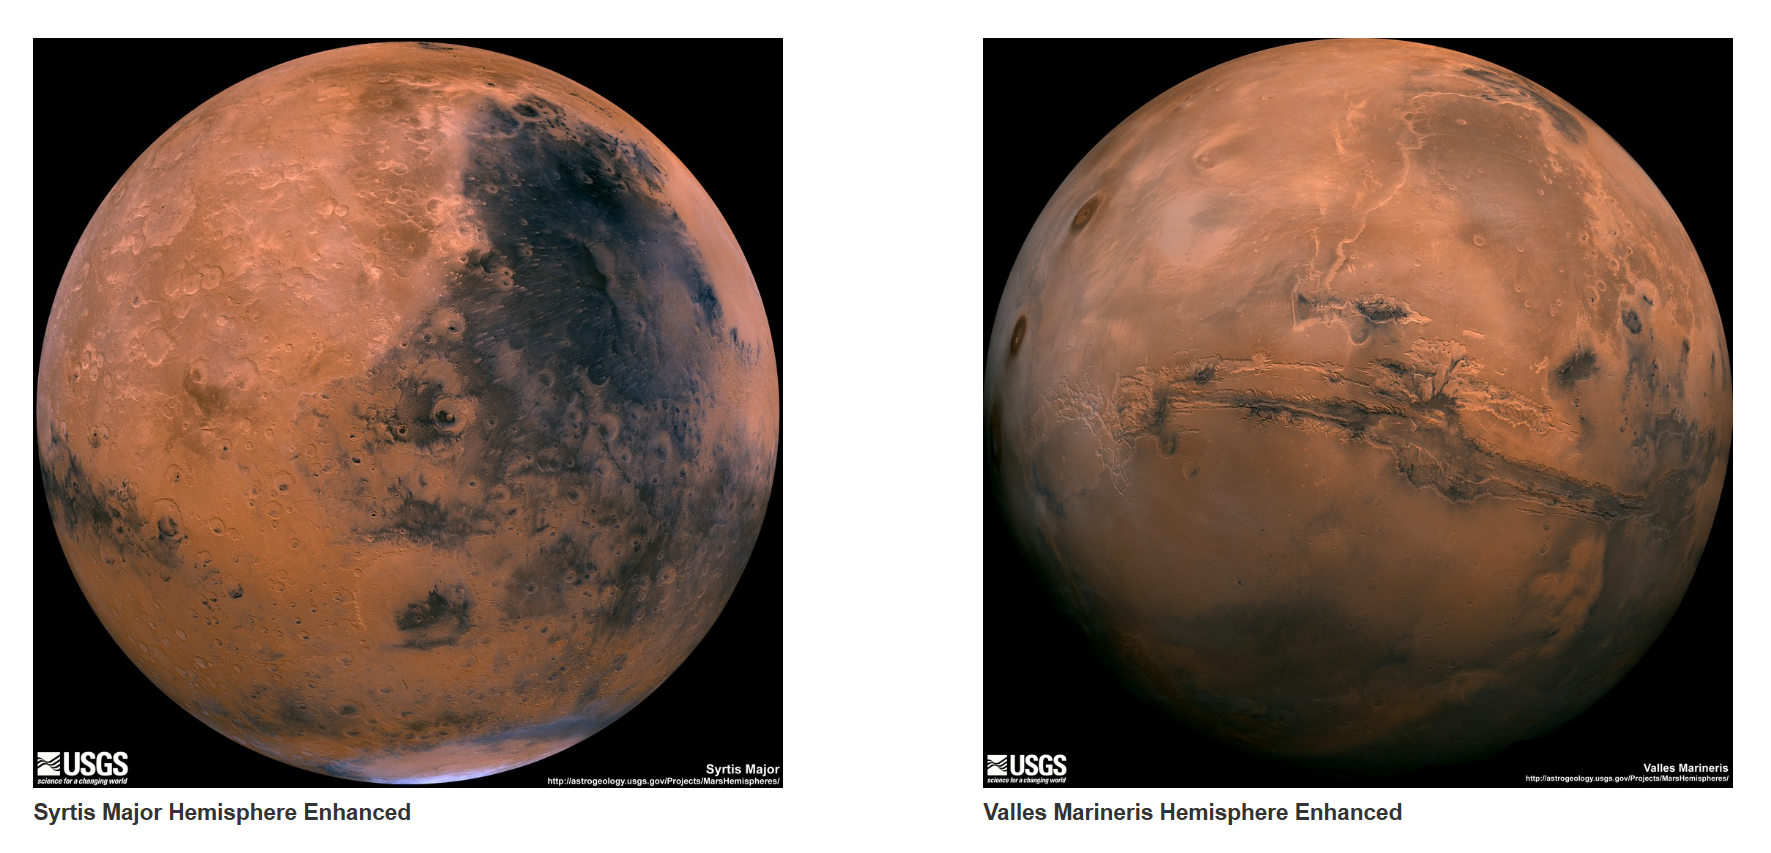 USGS
science for a changing world
Syrtis Major
http://astrogeology.usgs.gov/Projects/MarsHemispheres/
Syrtis Major Hemisphere Enhanced
USGS
science for a changing world
Valles Marineris
http://astrogeology.usgs.gov/Projects/MarsHemispheres/
Valles Marineris Hemisphere Enhanced